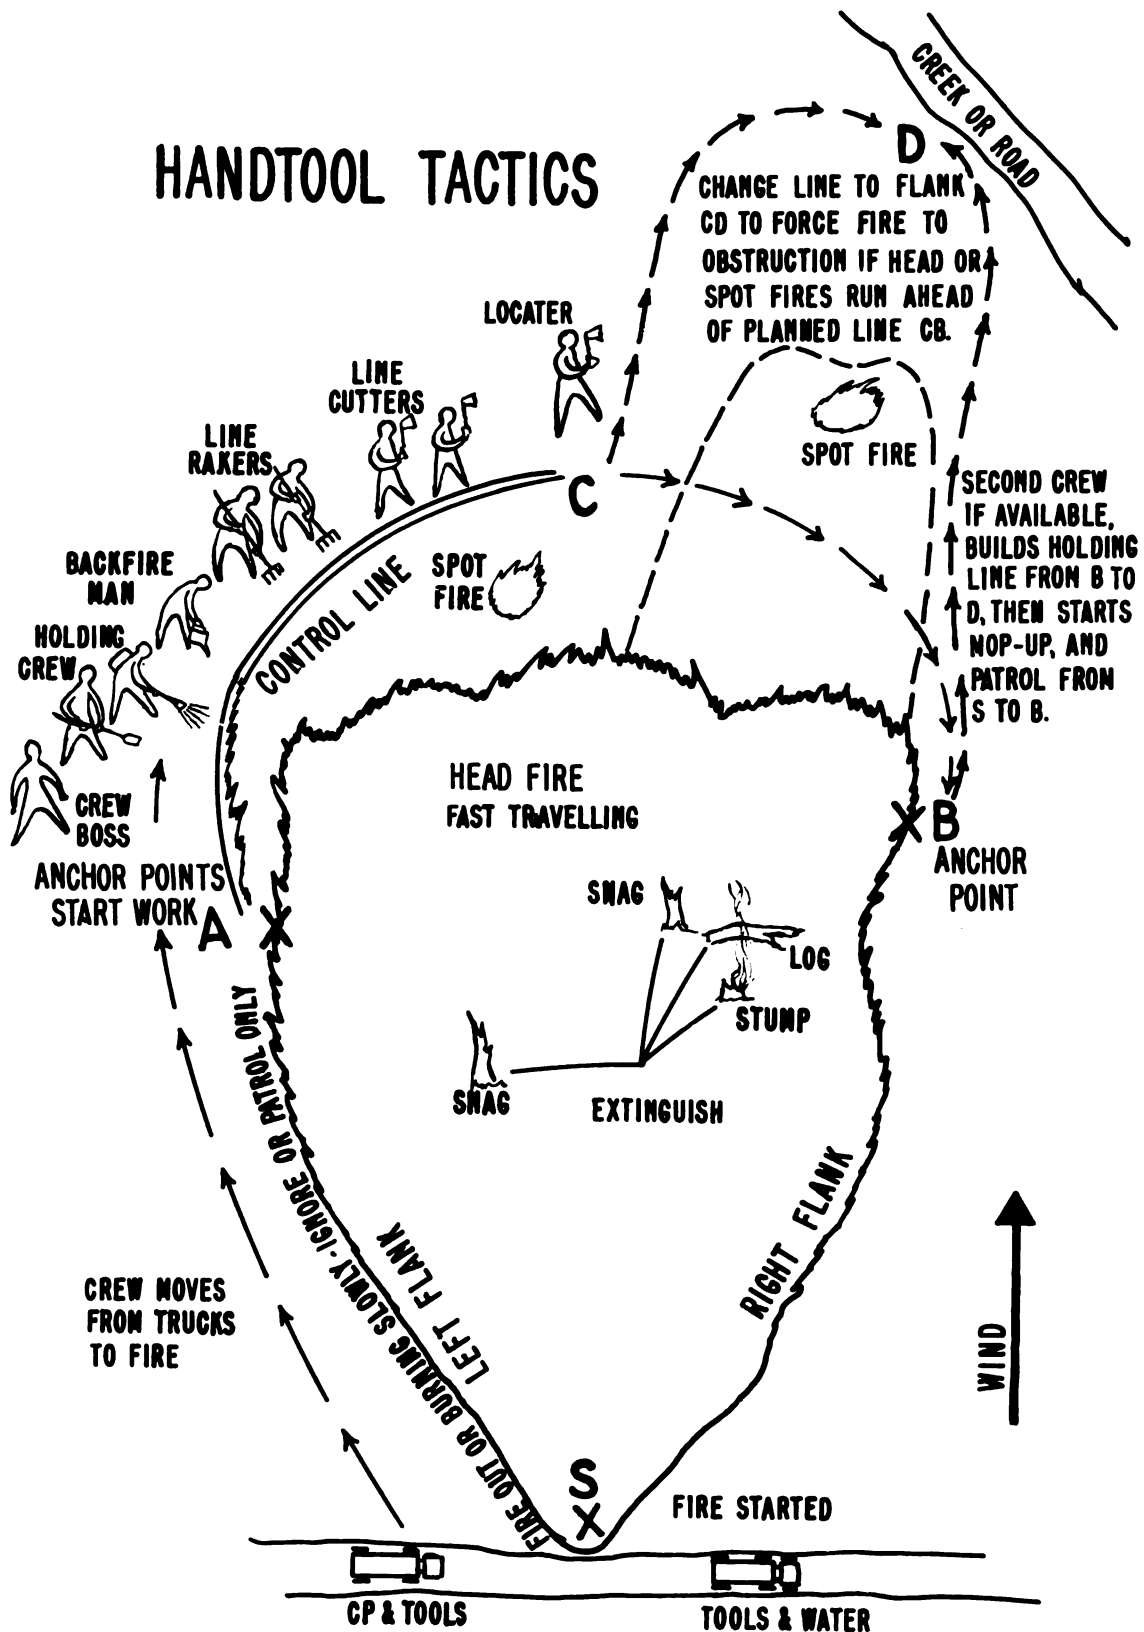 CREEK OR ROAD
HANDTOOL TACTICS
D
CHANGE LINE TO FLANK
CD TO FORCE FIRE TO
OBSTRUCTION IF HEAD OR
SPOT FIRES RUN AHEAD
OF PLANNED LINE CB.
LOCATER
LINE
CUTTERS
LINE
RAKERS
SPOT FIRE
C
SECOND CREW
IF AVAILABLE,
BUILDS HOLDING
LINE FROM B TO
D, THEN STARTS
NOP-UP, AND
PATROL FROM
S TO B.
BACKFIRE
MAN
SPOT
FIRE
CONTROL LINE
HOLDING
CREW
CREW
BOSS
HEAD FIRE
FAST TRAVELLING
B
ANCHOR
POINT
ANCHOR POINTS
START WORK A
SNAG
LOG
STUMP
SNAG
EXTINGUISH
FIRE OUT OR BURNING SLOWLY - IGNORE OR PATROL ONLY
LEFT FLANK
RIGHT FLANK
CREW MOVES
FROM TRUCKS
TO FIRE
WIND
S
FIRE STARTED
CP & TOOLS
TOOLS & WATER